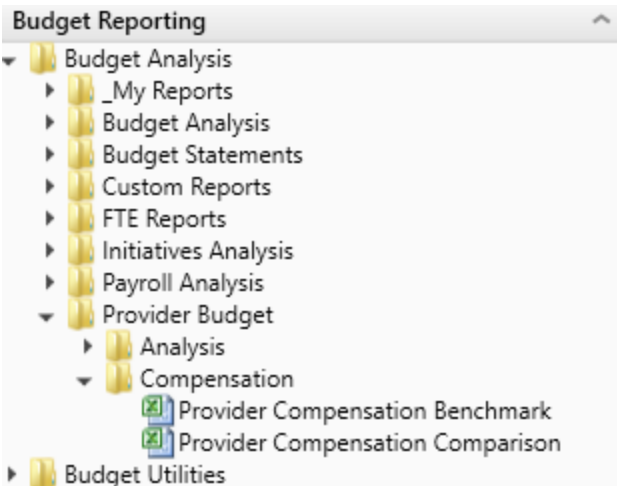 Budget Reporting
Budget Analysis
_My Reports
Budget Analysis
Budget Statements
Custom Reports
FTE Reports
Initiatives Analysis
Payroll Analysis
Provider Budget
Analysis
Compensation
Provider Compensation Benchmark
Provider Compensation Comparison
Budget Utilities